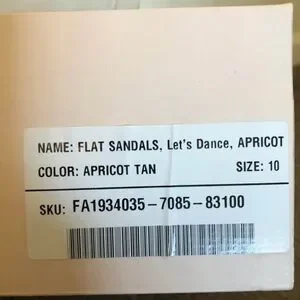 NAME: FLAT SANDALS, Let's Dance, APRICOT
COLOR: APRICOT TAN SIZE: 10
SKU: FA1934035-7085-83100